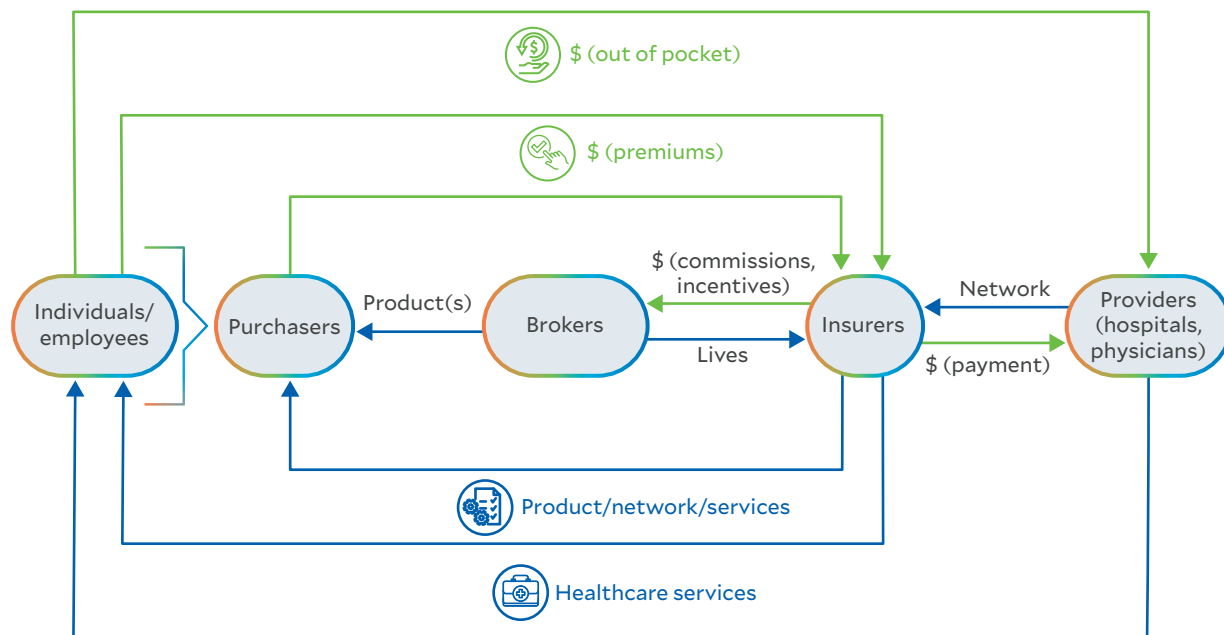 $ (out of pocket)
$ (premiums)
Individuals/
employees
Purchasers
Product(s)
Brokers
$ (commissions,
incentives)
Lives
Insurers
Network
$ (payment)
Providers
(hospitals,
physicians)
Product/network/services
Healthcare services